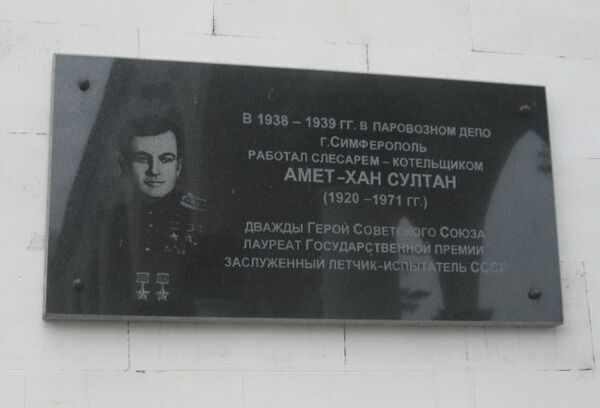 В 1938 – 1939 ГГ. В ПАРОВОЗНОМ ДЕПО
Г.СИМФЕРОПОЛЬ
РАБОТАЛ СЛЕСАРЕМ – КОТЕЛЬЩИКОМ
АМЕТ-ХАН СУЛТАН
(1920 –1971 ГГ.)
ДВАЖДЫ ГЕРОЙ СОВЕТСКОГО СОЮЗА
ЛАУРЕАТ ГОСУДАРСТВЕННОЙ ПРЕМИИ
ЗАСЛУЖЕННЫЙ ЛЕТЧИК-ИСПЫТАТЕЛЬ СССР